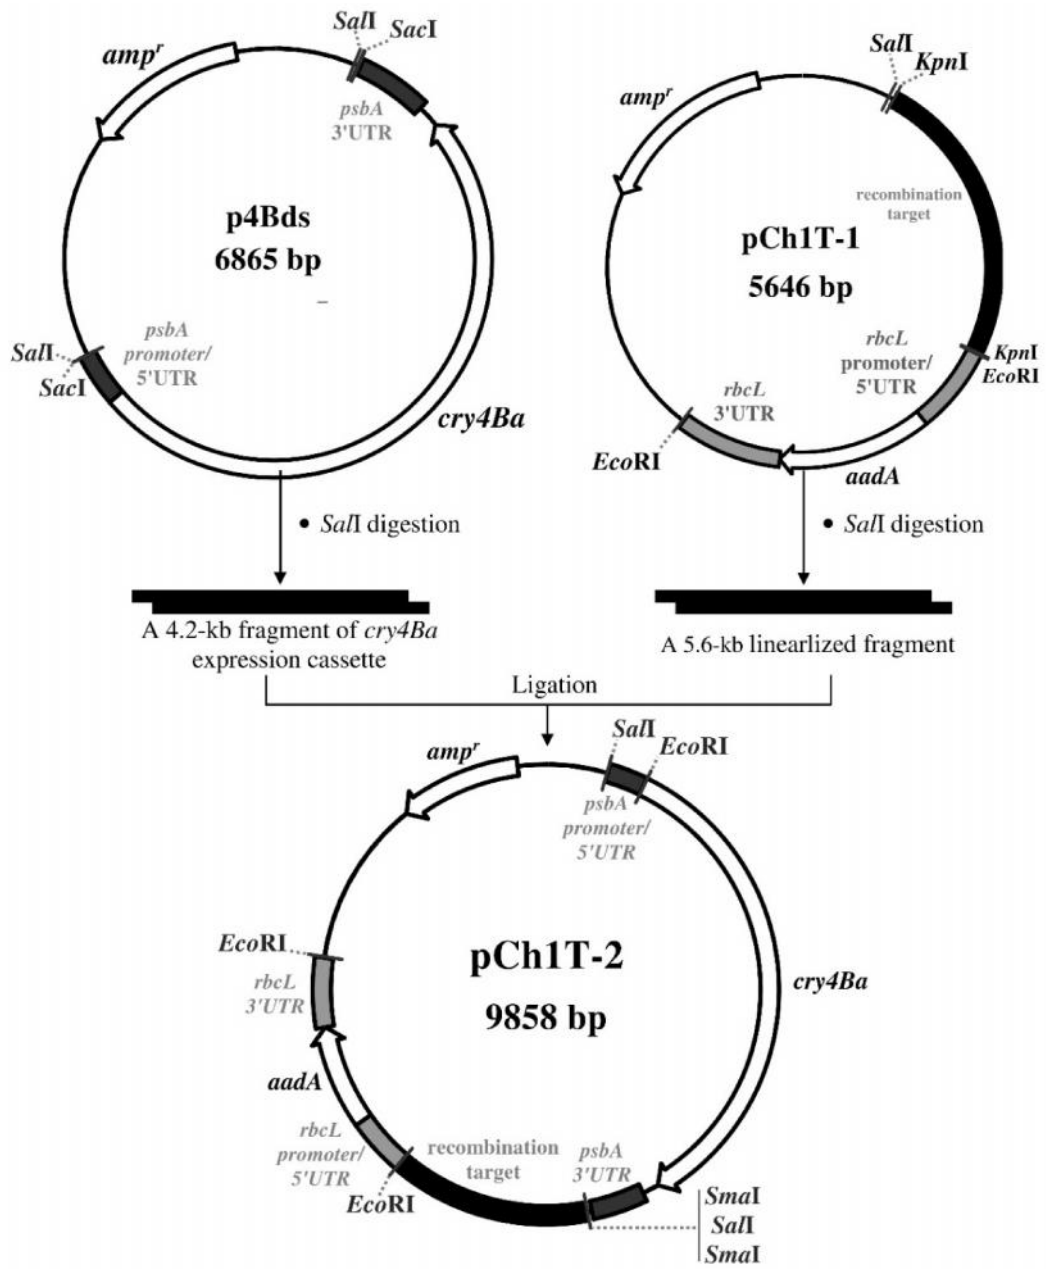 SalI
SacI
amp^r
psbA
3'UTR
p4Bds
6865 bp
psbA
promoter/
5'UTR
SalI
SacI
cry4Ba
• SalI digestion
A 4.2-kb fragment of cry4Ba
expression cassette
SalI
KpnI
amp^r
recombination
target
pCh1T-1
5646 bp
rbcL
promoter/
5'UTR
KpnI
EcoRI
rbcL
3'UTR
EcoRI
aadA
• SalI digestion
A 5.6-kb linearlized fragment
Ligation
SalI
EcoRI
amp^r
psbA
promoter/
5'UTR
pCh1T-2
9858 bp
EcoRI
rbcL
3'UTR
cry4Ba
aadA
rbcL
promoter/
5'UTR
recombination
target
psbA
3'UTR
EcoRI
SmaI
SalI
SmaI